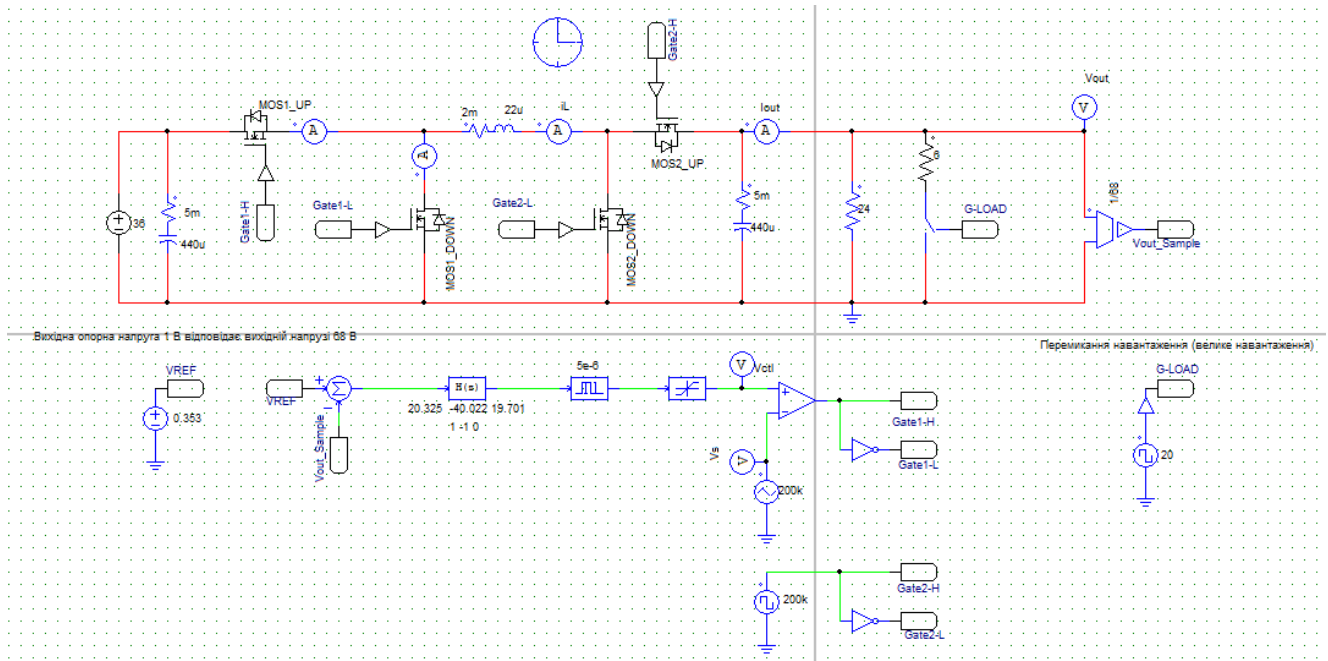 Gate2-H
Vout
MOS1_UP
2m
22u
iL
Iout
A
A
A
A
V
MOS2_UP
6
1/68
36
5m
440u
Gate1-H
Gate1-L
MOS1_DOWN
Gate2-L
MOS2_DOWN
5m
440u
24
G-LOAD
Vout_Sample
Вихідна опорна напруга 1 В відповідає вихідній напрузі 68 В
Перемикання навантаження (велике навантаження)
VREF
0.353
VREF
+
Σ
−
Vout_Sample
H(s)
20.325 -40.022 19.701
1 -1 0
5e-6
V
Vctl
+
−
Vs
V
200k
Gate1-H
Gate1-L
G-LOAD
20
200k
Gate2-H
Gate2-L